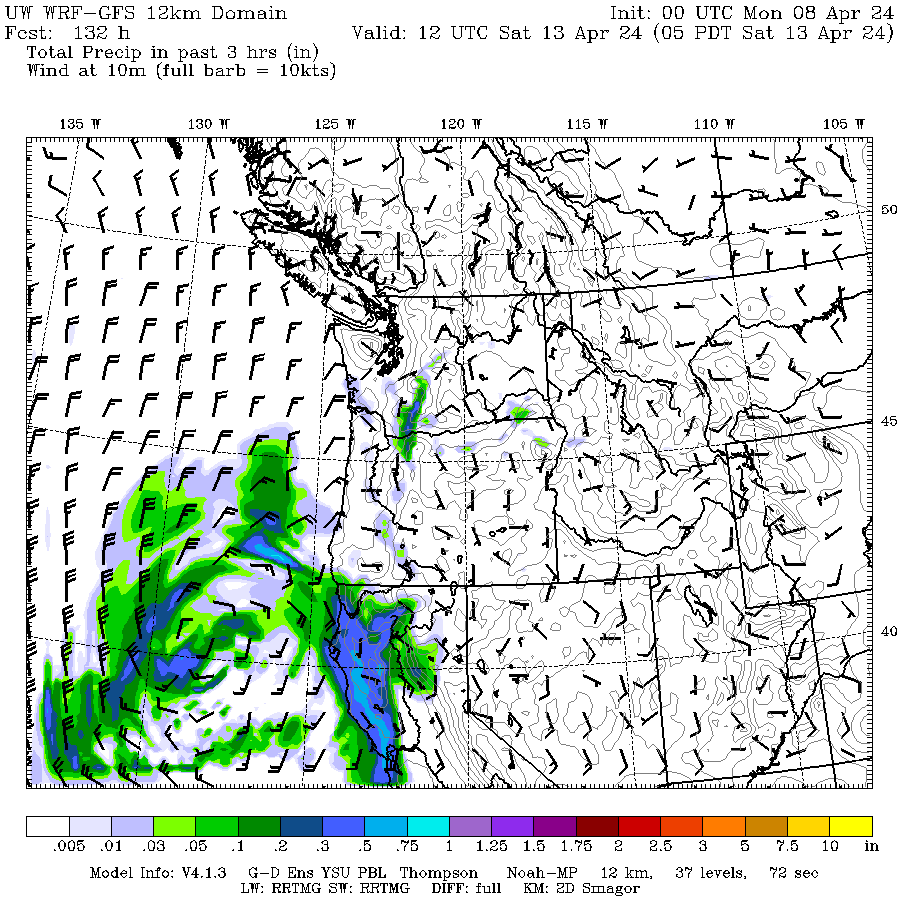 UW WRF-GFS 12km Domain Init: 00 UTC Mon 08 Apr 24
Fcst: 132 h Valid: 12 UTC Sat 13 Apr 24 (05 PDT Sat 13 Apr 24)
Total Precip in past 3 hrs (in)
Wind at 10m (full barb = 10kts)
135 W 130 W 125 W 120 W 115 W 110 W 105 W
50
45
40
.005 .01 .03 .05 .1 .2 .3 .5 .75 1 1.25 1.5 1.75 2 2.5 3 5 7.5 10 in
Model Info: V4.1.3 G-D Ens YSU PBL Thompson Noah-MP 12 km, 37 levels, 72 sec
LW: RRTMG SW: RRTMG DIFF: full KM: 2D Smagor